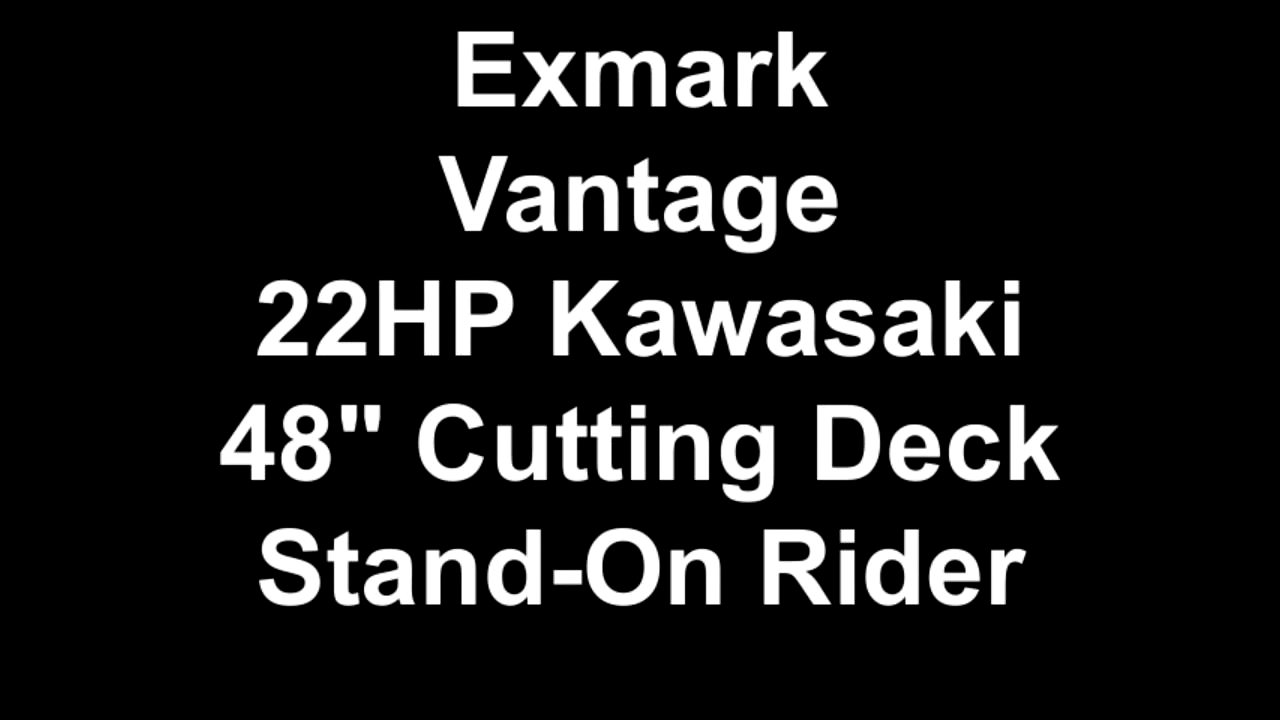 Exmark
Vantage
22HP Kawasaki
48" Cutting Deck
Stand-On Rider